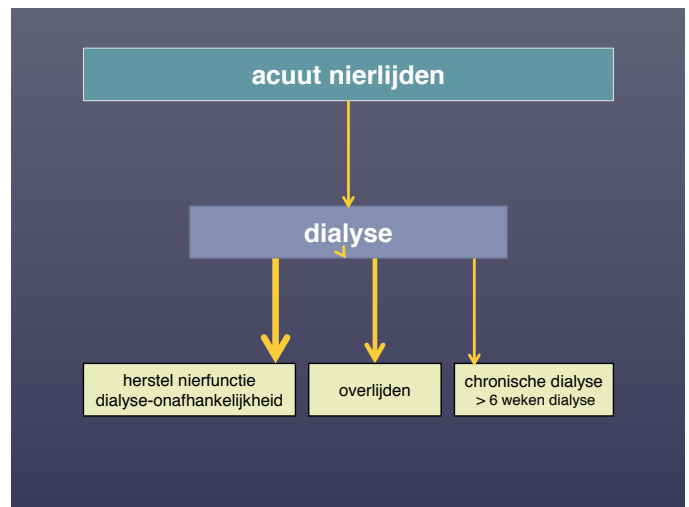 acuut nierlijden
dialyse
herstel nierfunctie
dialyse-onafhankelijkheid
overlijden
chronische dialyse
> 6 weken dialyse